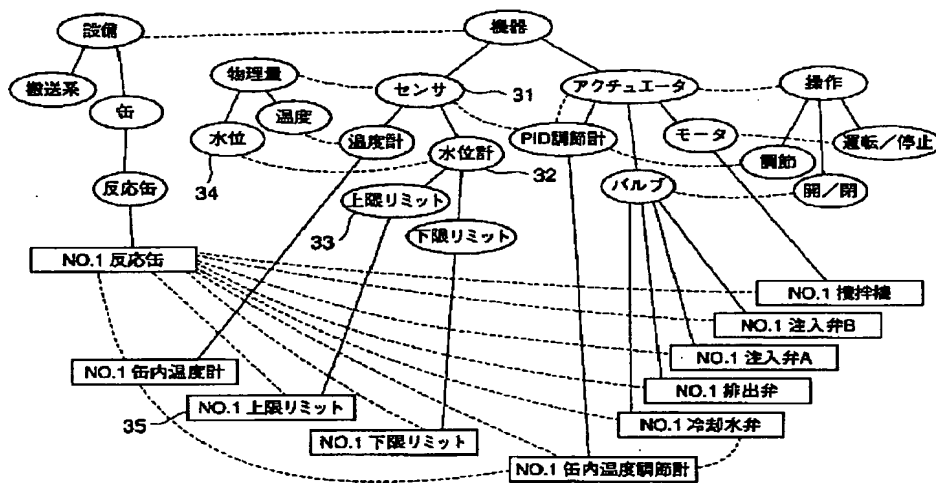 設備
機器
搬送系
物理量
センサ
31
アクチュエータ
操作
缶
温度
水位
34
温度計
水位計
32
PID調節計
モータ
調節
運転/停止
反応缶
上限リミット
33
下限リミット
バルブ
開/閉
NO.1 反応缶
NO.1 攪拌機
NO.1 注入弁B
NO.1 注入弁A
NO.1 缶内温度計
NO.1 排出弁
35
NO.1 上限リミット
NO.1 冷却水弁
NO.1 下限リミット
NO.1 缶内温度調節計